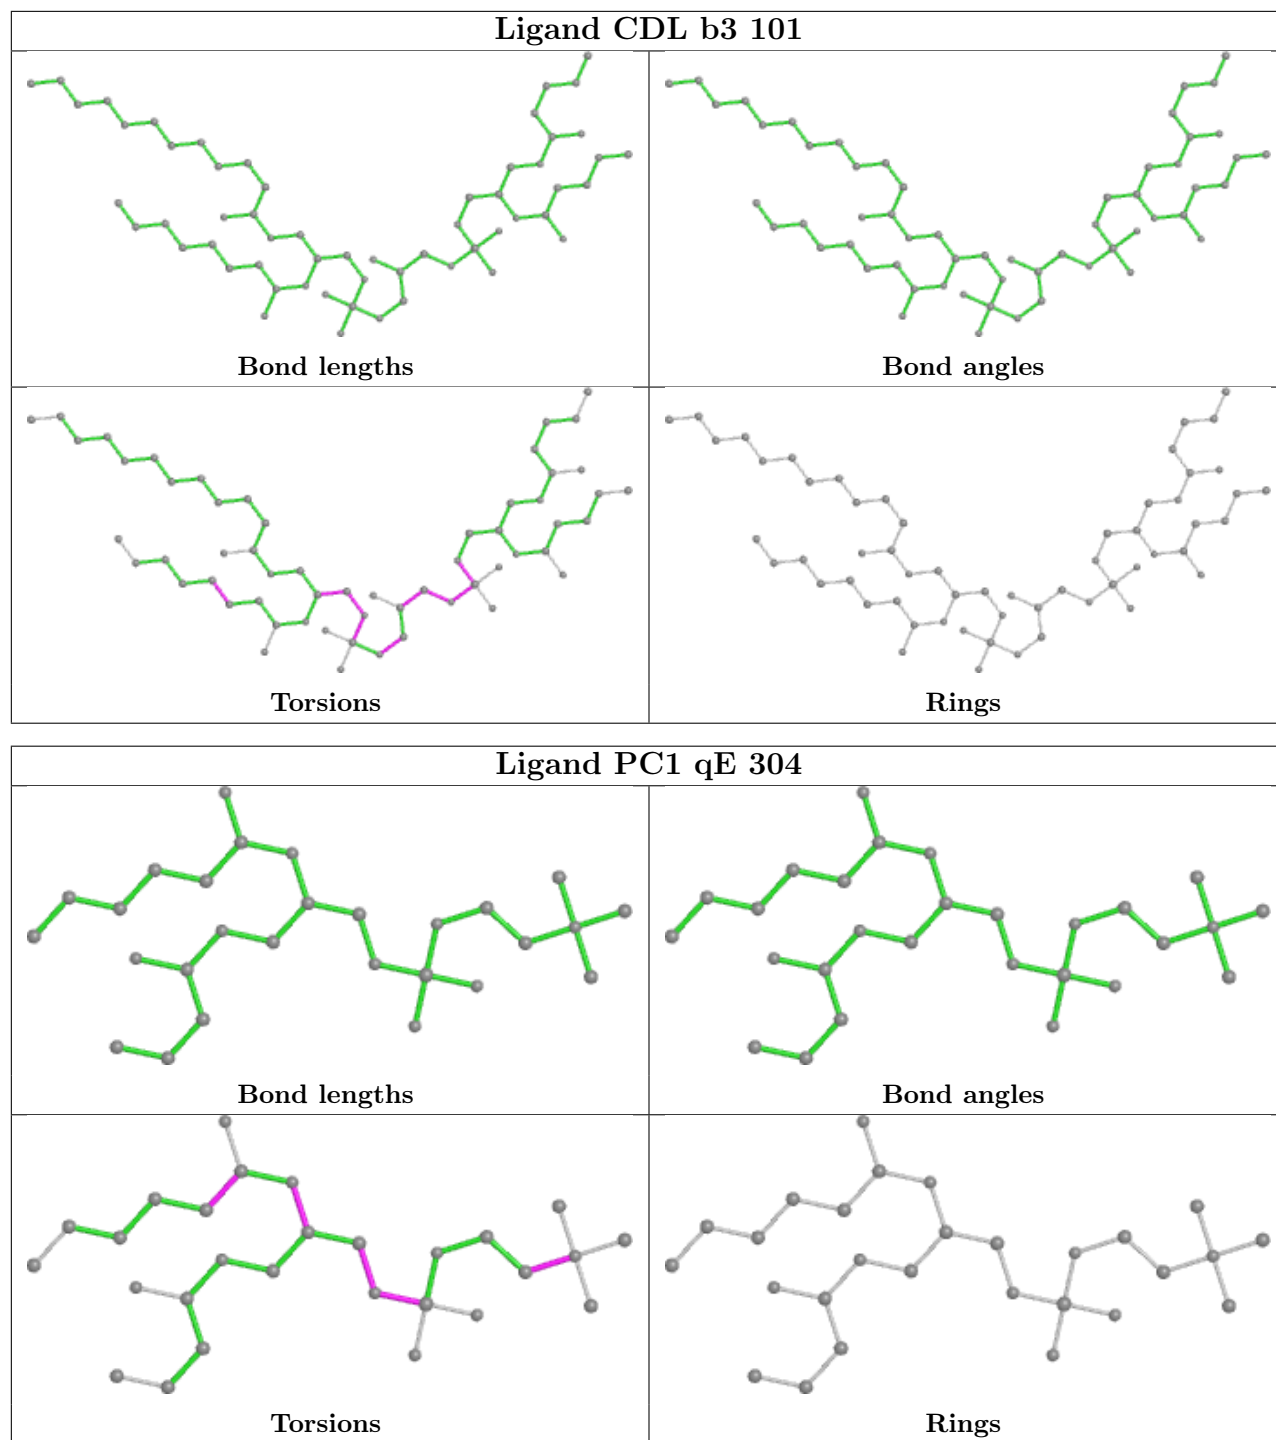 Ligand CDL b3 101
Bond lengths
Bond angles
Torsions
Rings
Ligand PC1 qE 304
Bond lengths
Bond angles
Torsions
Rings